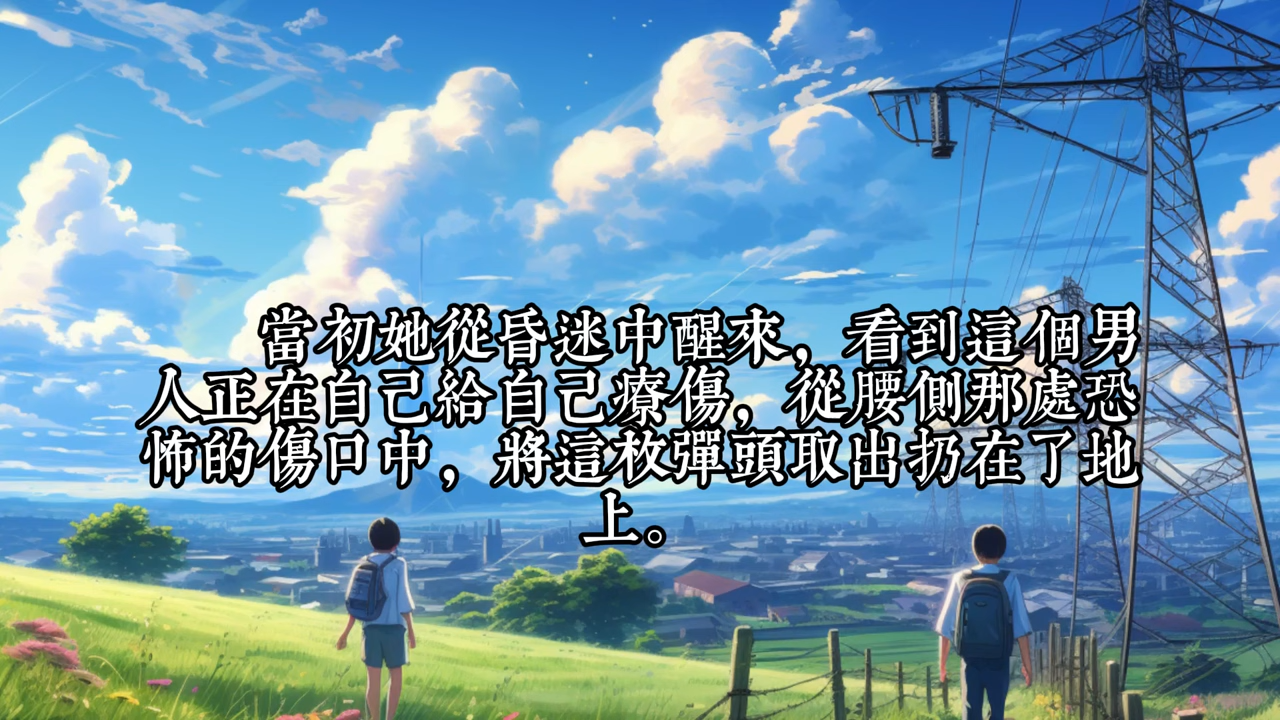 當初她從昏迷中醒來，看到這個男
人正在自己給自己療傷，從腰側那處恐
怖的傷口中，將這枚彈頭取出扔在了地
上。